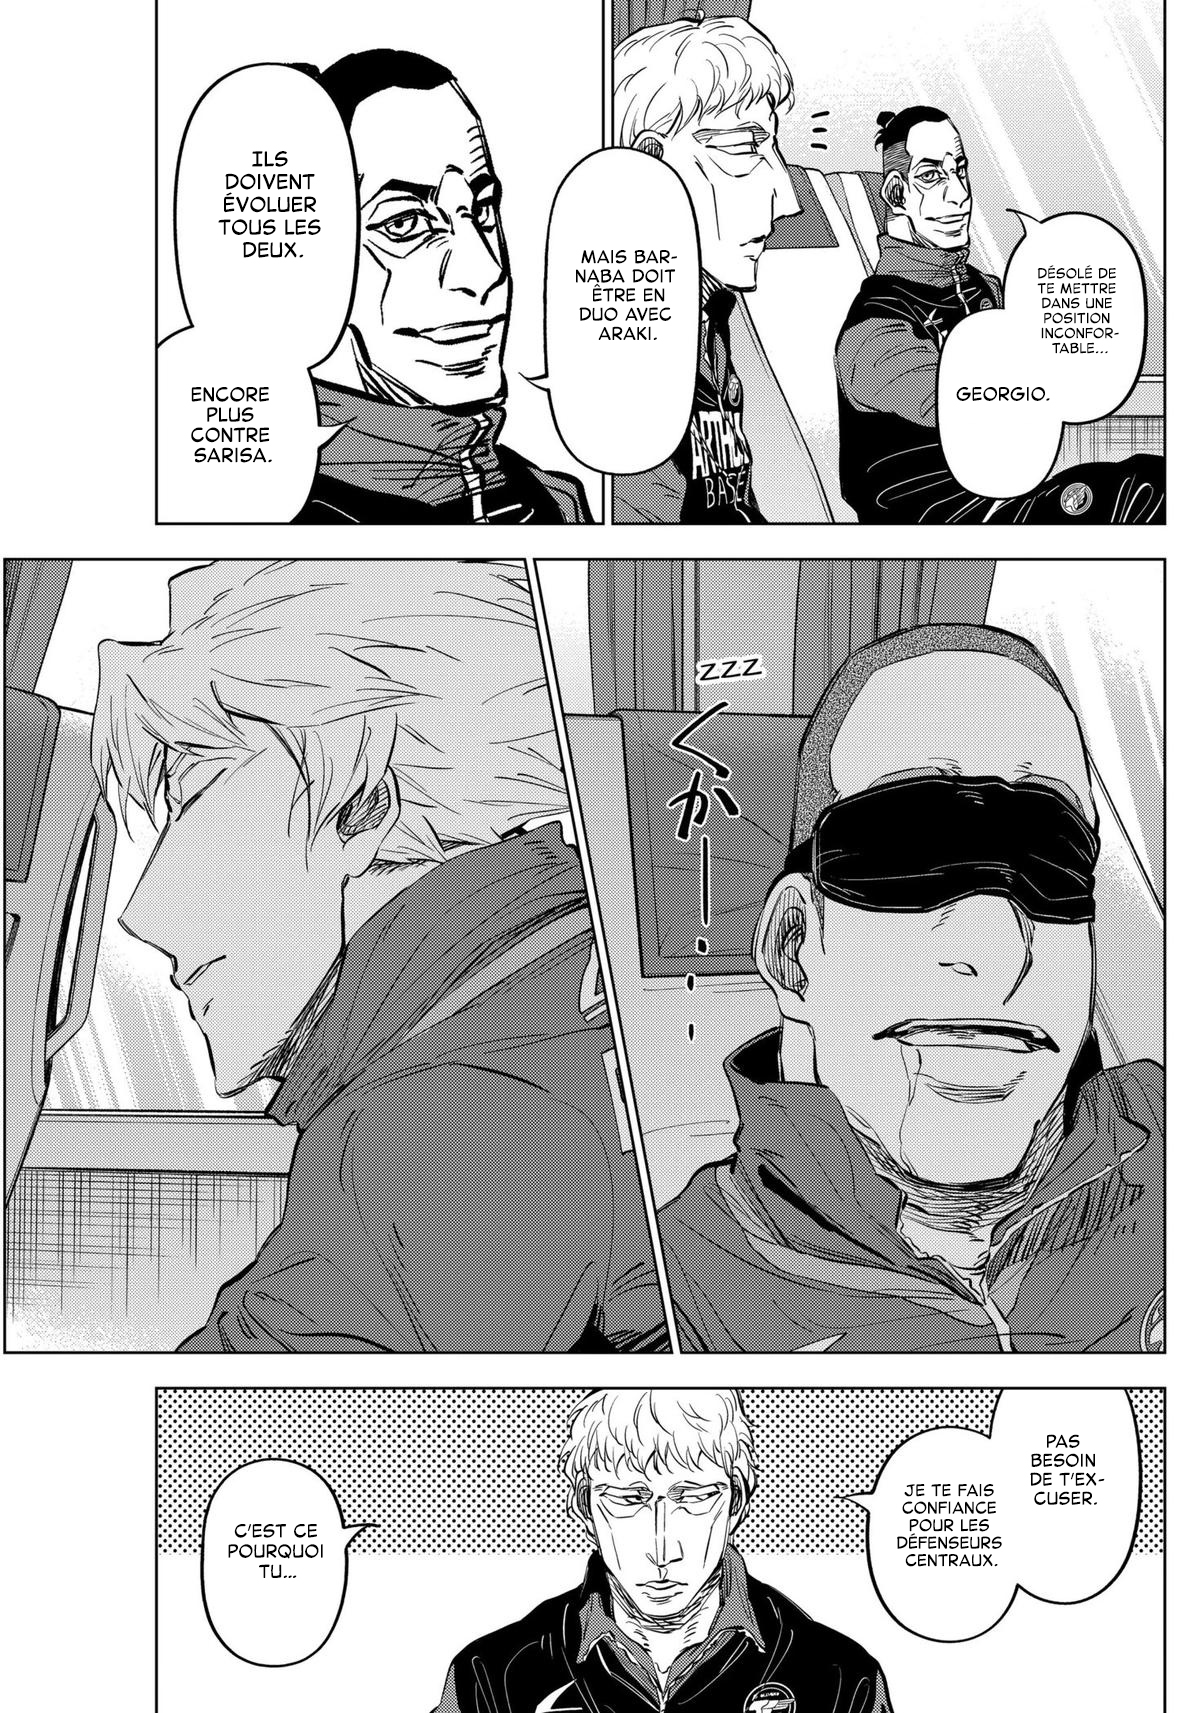 DÉSOLÉ DE
TE METTRE
DANS UNE
POSITION
INCONFOR-
TABLE...
GEORGIO.
MAIS BAR-
NABA DOIT
ÊTRE EN
DUO AVEC
ARAKI.
BASE
ILS
DOIVENT
ÉVOLUER
TOUS LES
DEUX.
ENCORE
PLUS
CONTRE
SARISA.
ZZZ
くかー....
PAS
BESOIN
DE T'EX-
CUSER.
JE TE FAIS
CONFIANCE
POUR LES
DÉFENSEURS
CENTRAUX.
C'EST CE
POURQUOI
TU...